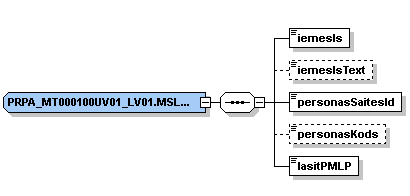 iemesls
iemeslsText
PRPA_MT000100UV01_LV01.MSL...
personasSaitesId
personasKods
lasitPMLP